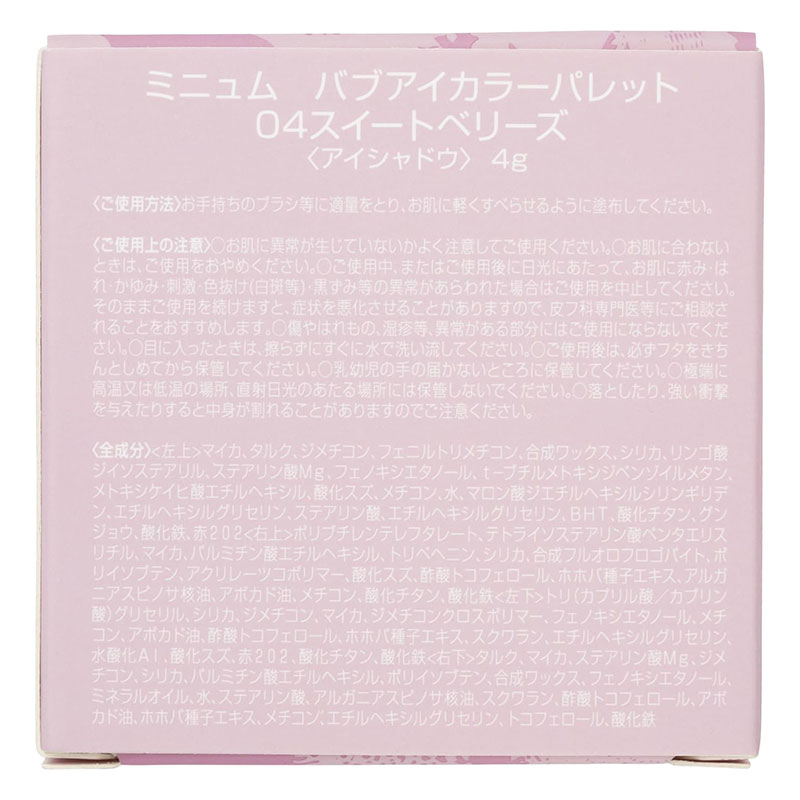 ミニュム　バブアイカラーパレット
04スイートベリーズ
〈アイシャドウ〉 4g
〈ご使用方法〉お手持ちのブラシ等に適量をとり、お肌に軽くすべらせるように塗布してください。
〈ご使用上の注意〉○お肌に異常が生じていないかよく注意してご使用ください。○お肌に合わない
ときは、ご使用をおやめください。○ご使用中、またはご使用後に日光にあたって、お肌に赤み・は
れ・かゆみ・刺激・色抜け(白斑等)・黒ずみ等の異常があらわれた場合はご使用を中止してください。
そのままご使用を続けますと、症状を悪化させることがありますので、皮フ科専門医等にご相談さ
れることをおすすめします。○傷やはれもの、湿疹等、異常がある部分にはご使用にならないでくだ
さい。○目に入ったときは、擦らずにすぐに水で洗い流してください。○ご使用後は、必ずフタをきち
んとしめてから保管してください。○乳幼児の手の届かないところに保管してください。○極端に
高温又は低温の場所、直射日光のあたる場所には保管しないでください。○落としたり、強い衝撃
を与えたりすると中身が割れることがありますのでご注意ください。
〈全成分〉<左上>マイカ、タルク、ジメチコン、フェニルトリメチコン、合成ワックス、シリカ、リンゴ酸
ジイソステアリル、ステアリン酸Mg、フェノキシエタノール、t-ブチルメトキシジベンゾイルメタン、
メトキシケイヒ酸エチルヘキシル、酸化スズ、メチコン、水、マロン酸ジエチルヘキシルシリンギリデ
ン、エチルヘキシルグリセリン、ステアリン酸、エチルヘキシルグリセリン、BHT、酸化チタン、グン
ジョウ、酸化鉄、赤202<右上>ポリブチレンテレフタレート、テトライソステアリン酸ペンタエリス
リチル、マイカ、パルミチン酸エチルヘキシル、トリベヘニン、シリカ、合成フルオロフロゴパイト、ポ
リイソブテン、アクリレーツコポリマー、酸化スズ、酢酸トコフェロール、ホホバ種子エキス、アルガ
ニアスピノサ核油、アボカド油、メチコン、酸化チタン、酸化鉄<左下>トリ(カプリル酸／カプリン
酸)グリセリル、シリカ、ジメチコン、マイカ、ジメチコンクロスポリマー、フェノキシエタノール、メチ
コン、アボカド油、酢酸トコフェロール、ホホバ種子エキス、スクワラン、エチルヘキシルグリセリン、
水酸化Al、酸化スズ、赤202、酸化チタン、酸化鉄<右下>タルク、マイカ、ステアリン酸Mg、ジメ
チコン、シリカ、パルミチン酸エチルヘキシル、ポリイソブテン、合成ワックス、フェノキシエタノール、
ミネラルオイル、水、ステアリン酸、アルガニアスピノサ核油、スクワラン、酢酸トコフェロール、アボ
カド油、ホホバ種子エキス、メチコン、エチルヘキシルグリセリン、トコフェロール、酸化鉄